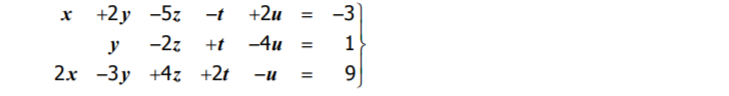 x +2y −5z −t +2u = −3
y −2z +t −4u = 1
2x −3y +4z +2t −u = 9